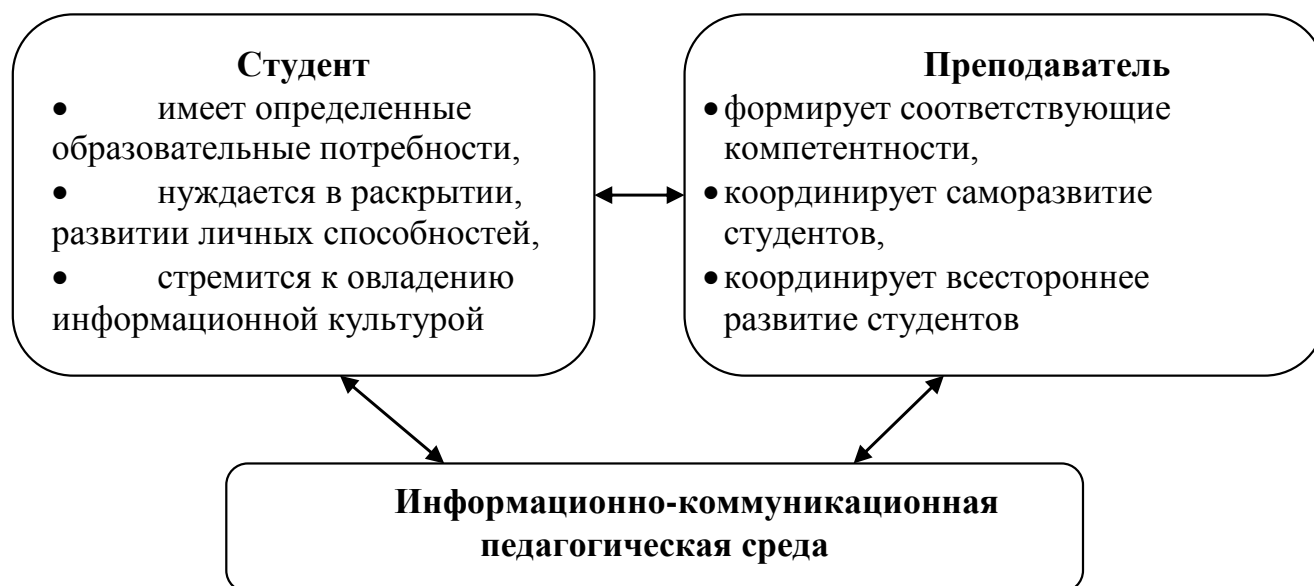 Студент
• имеет определенные
образовательные потребности,
• нуждается в раскрытии,
развитии личных способностей,
• стремится к овладению
информационной культурой
Преподаватель
• формирует соответствующие
компетентности,
• координирует саморазвитие
студентов,
• координирует всестороннее
развитие студентов
Информационно-коммуникационная
педагогическая среда